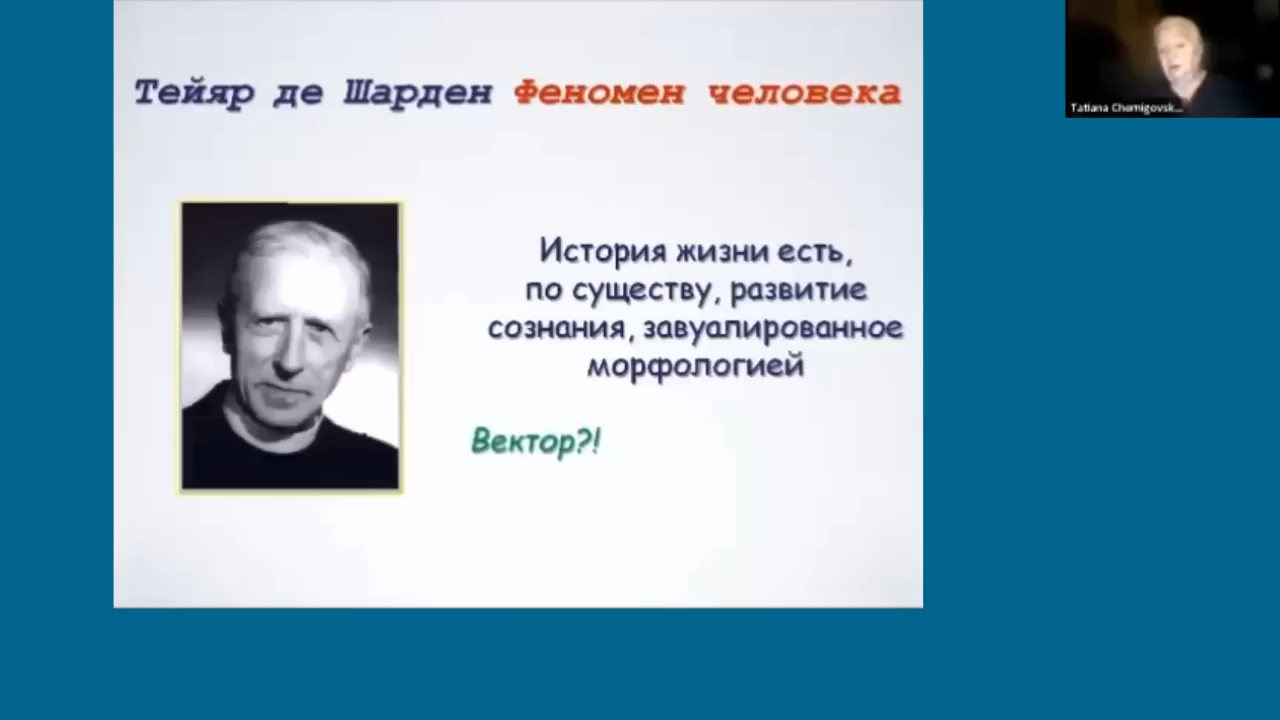 Тейяр де Шарден Феномен человека
Tatiana Chernigovsk...
История жизни есть,
по существу, развитие
сознания, завуалированное
морфологией
Вектор?!